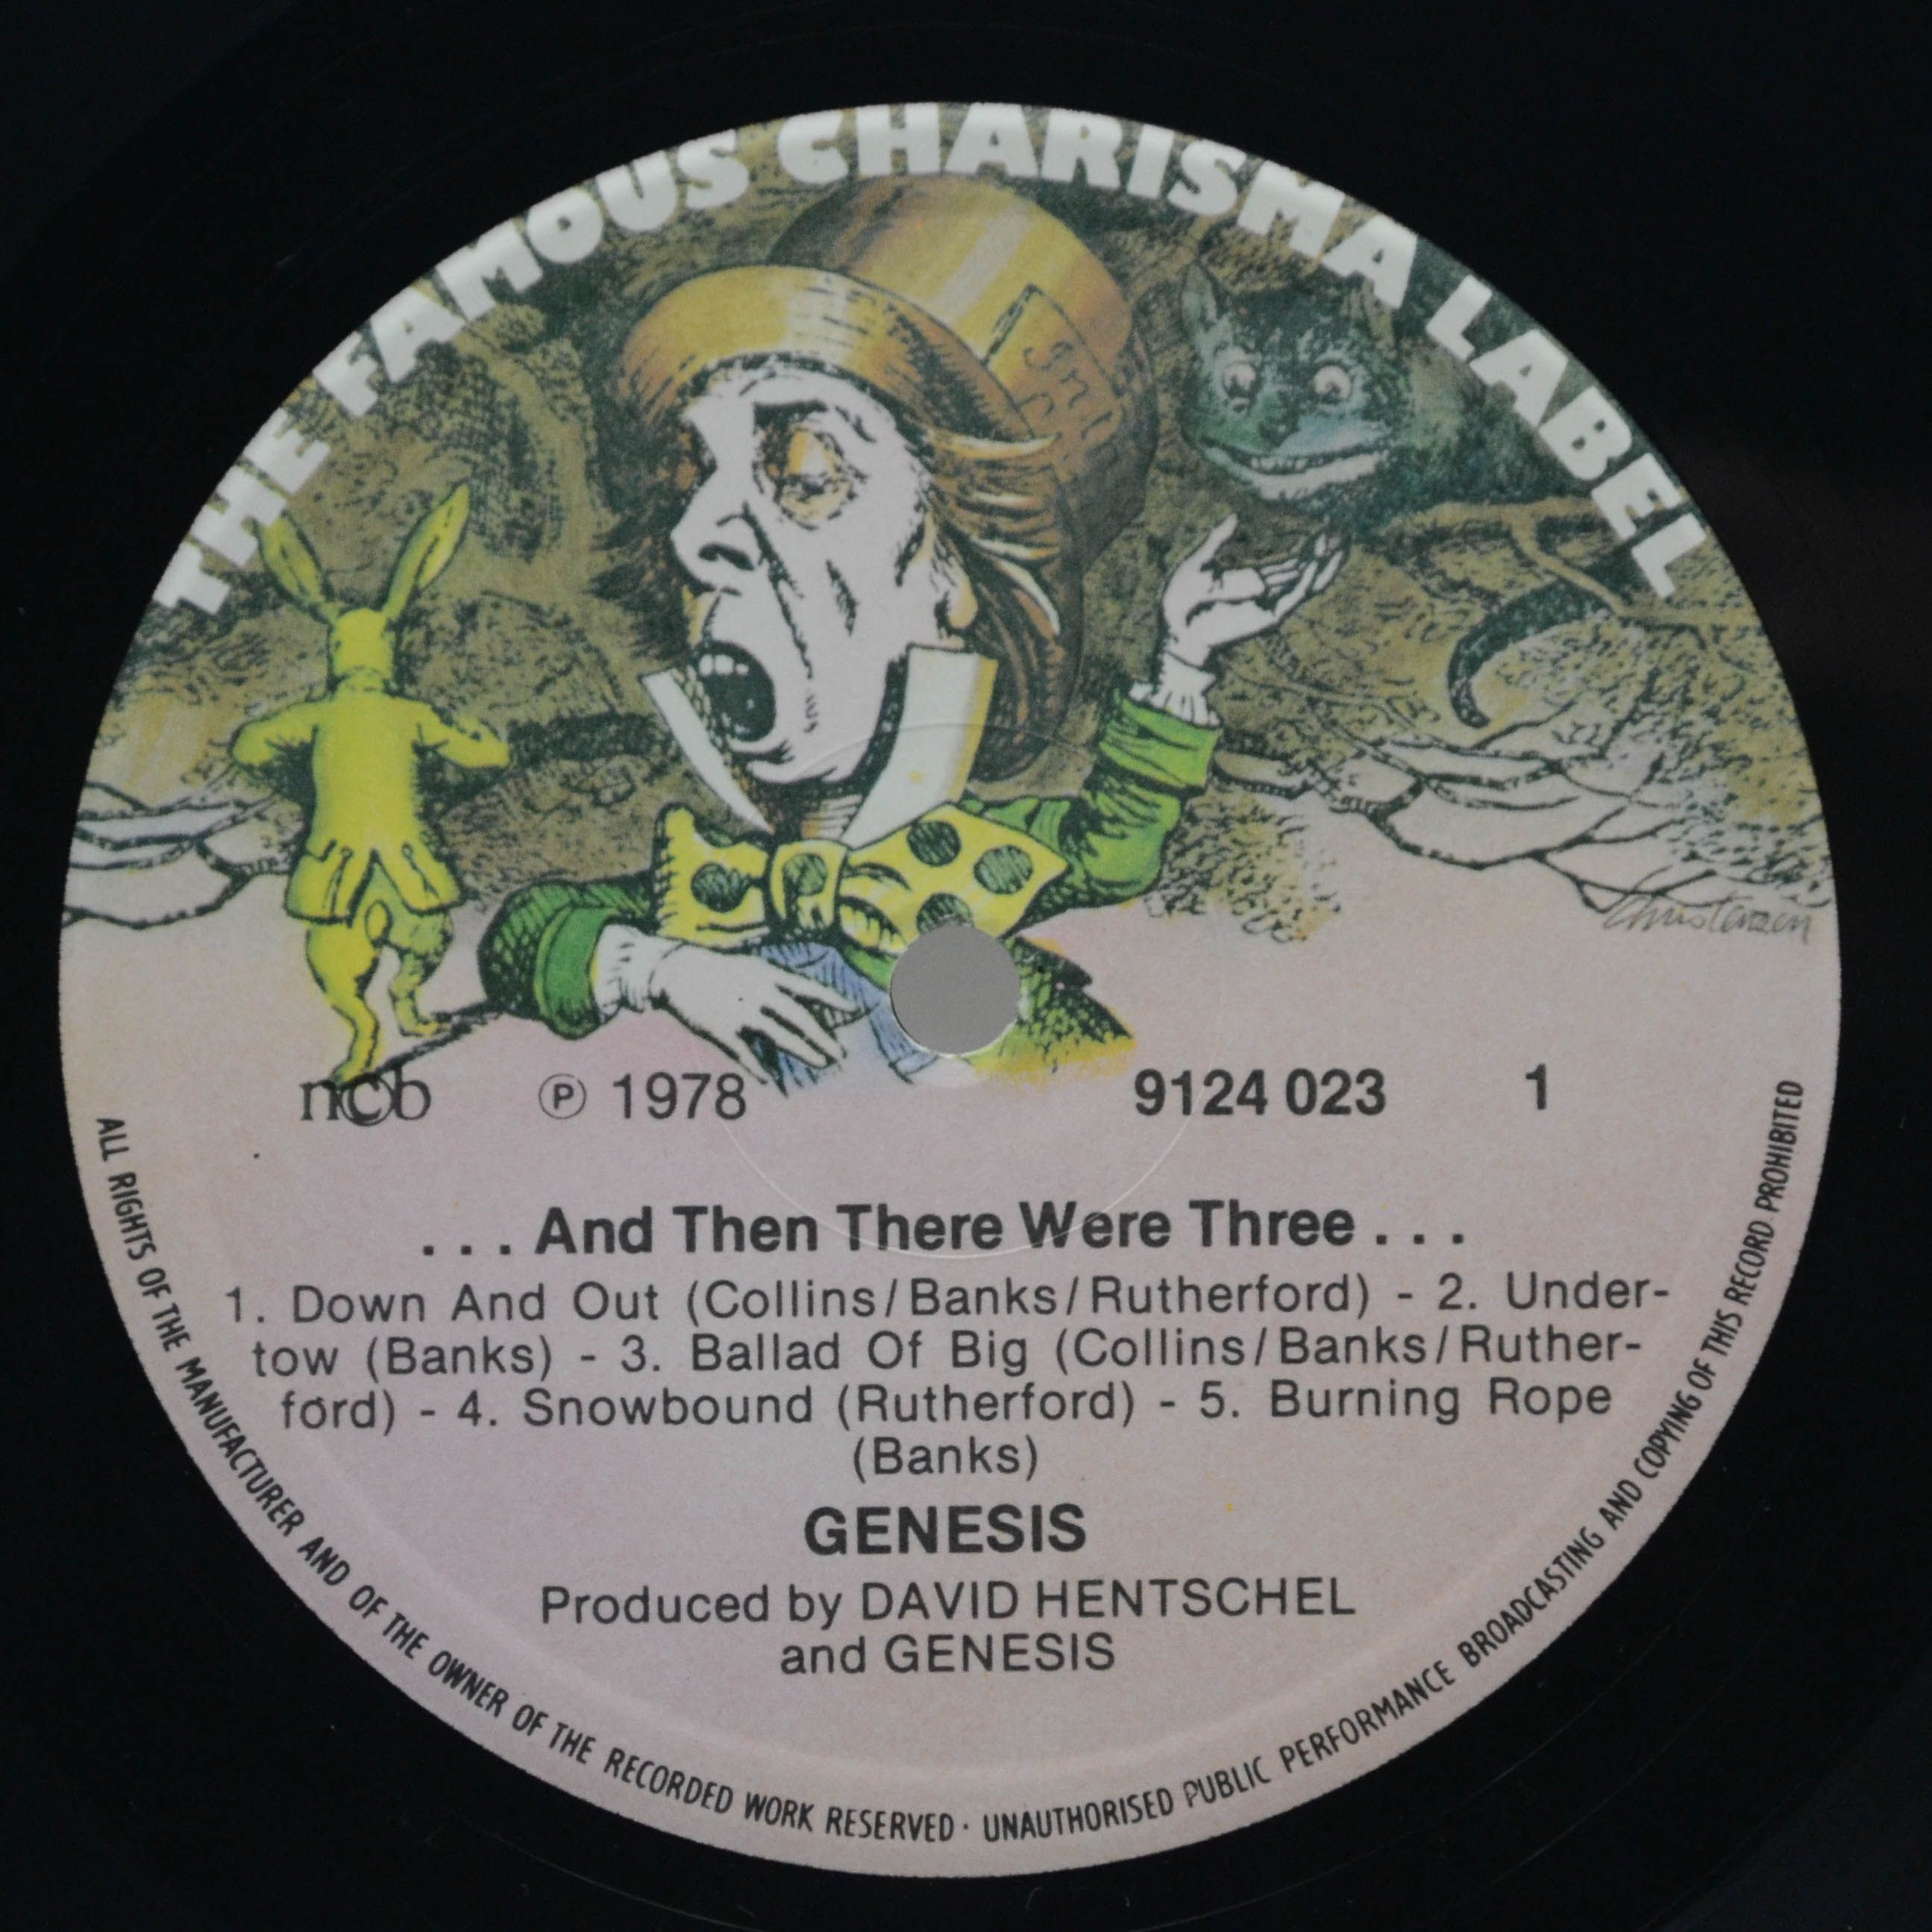 THE FAMOUS CHARISMA LABEL
Christensen
ncb ℗ 1978 9124 023 1
. . . And Then There Were Three . . .
1. Down And Out (Collins/Banks/Rutherford) - 2. Under-
tow (Banks) - 3. Ballad Of Big (Collins/Banks/Ruther-
ford) - 4. Snowbound (Rutherford) - 5. Burning Rope
(Banks)
GENESIS
Produced by DAVID HENTSCHEL
and GENESIS
ALL RIGHTS OF THE MANUFACTURER AND OF THE OWNER OF THE RECORDED WORK RESERVED · UNAUTHORISED PUBLIC PERFORMANCE BROADCASTING AND COPYING OF THIS RECORD PROHIBITED